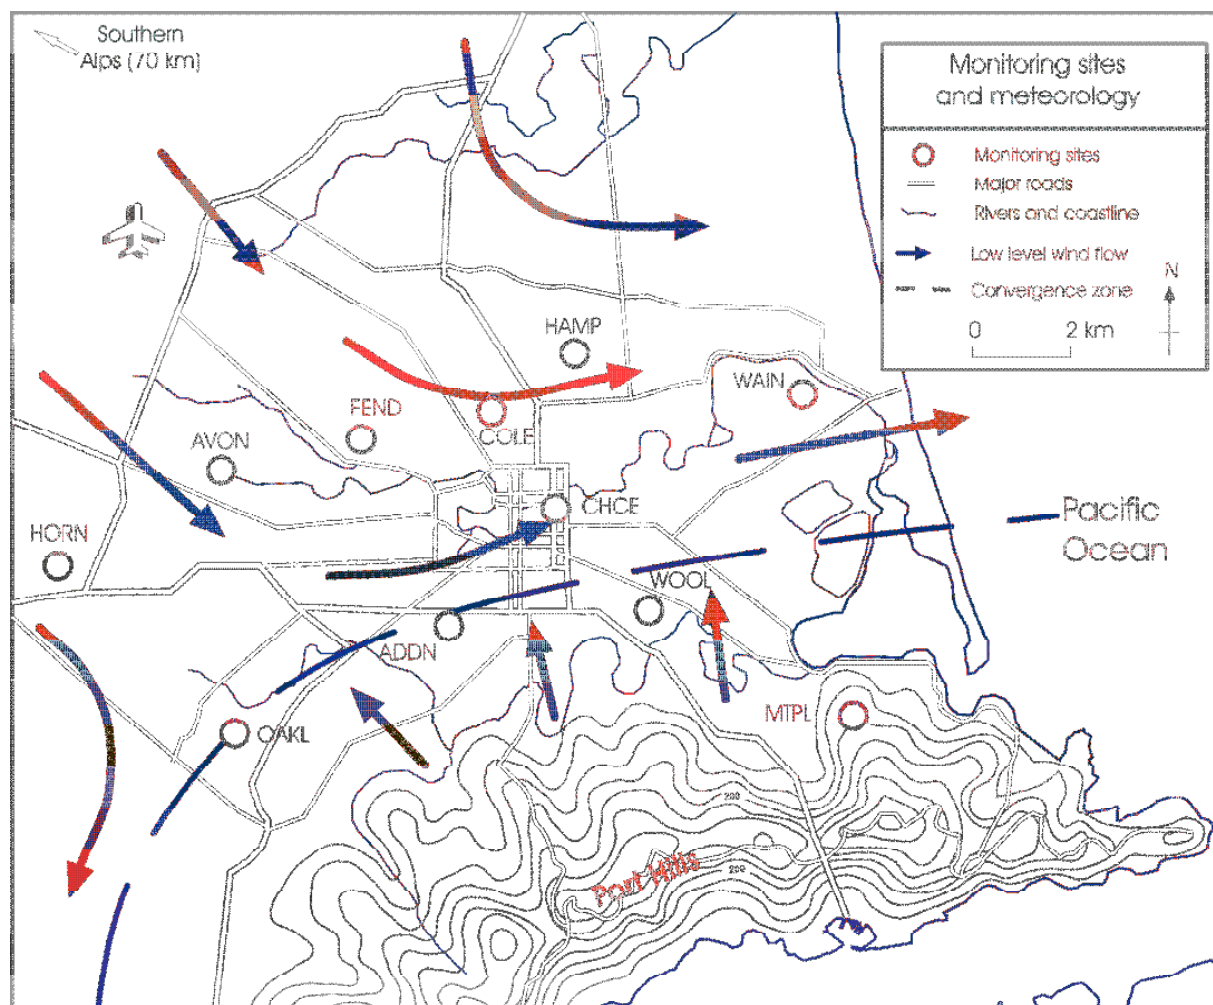 Southern
Alps (70 km)
Monitoring sites
and meteorology
Monitoring sites
Major roads
Rivers and coastline
Low level wind flow
Convergence zone
N
0 2 km
HAMP
WAIN
FEND
COLE
AVON
CHCE
HORN
Pacific
Ocean
WOOL
ADDN
OAKL
MTPL
200
200
Port Hills